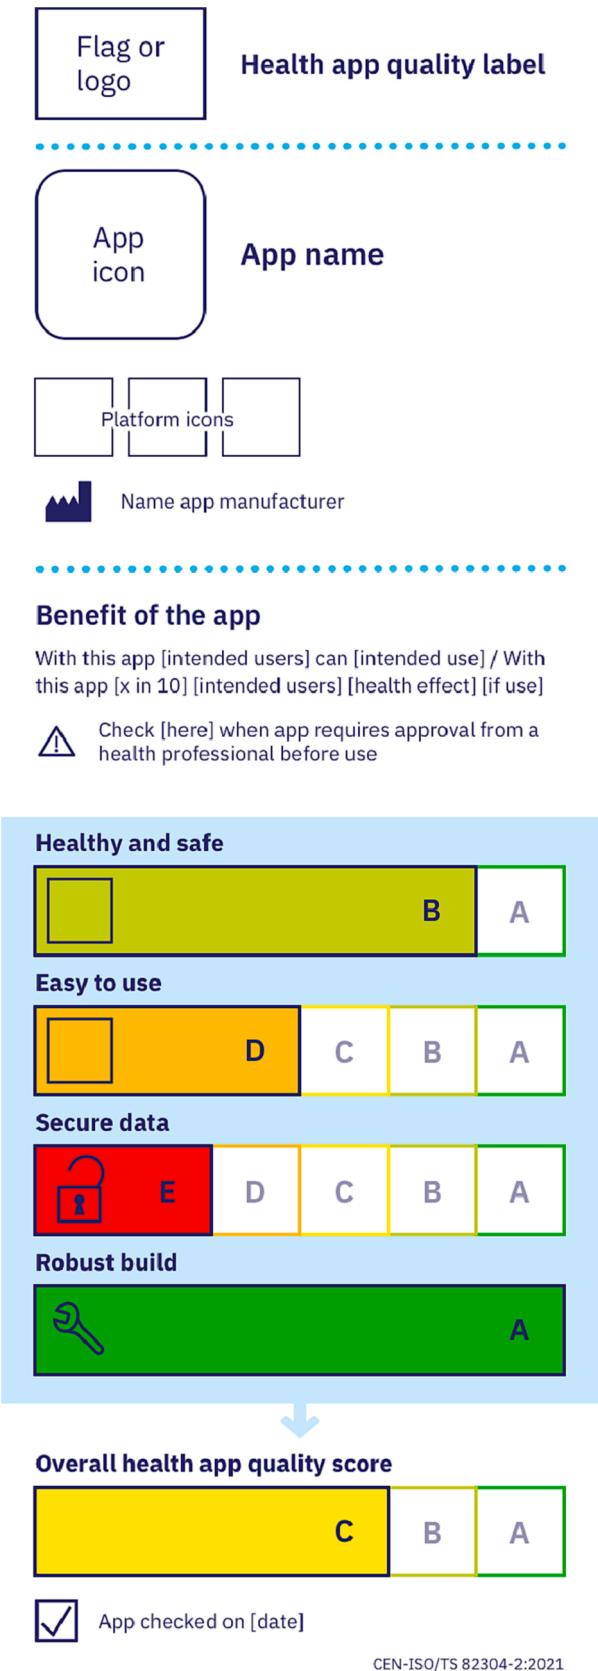 Flag or
logo
Health app quality label
App
icon
App name
Platform icons
Name app manufacturer
Benefit of the app
With this app [intended users] can [intended use] / With
this app [x in 10] [intended users] [health effect] [if use]
Check [here] when app requires approval from a
health professional before use
Healthy and safe
B A
Easy to use
D C B A
Secure data
E D C B A
Robust build
A
Overall health app quality score
C B A
App checked on [date]
CEN-ISO/TS 82304-2:2021